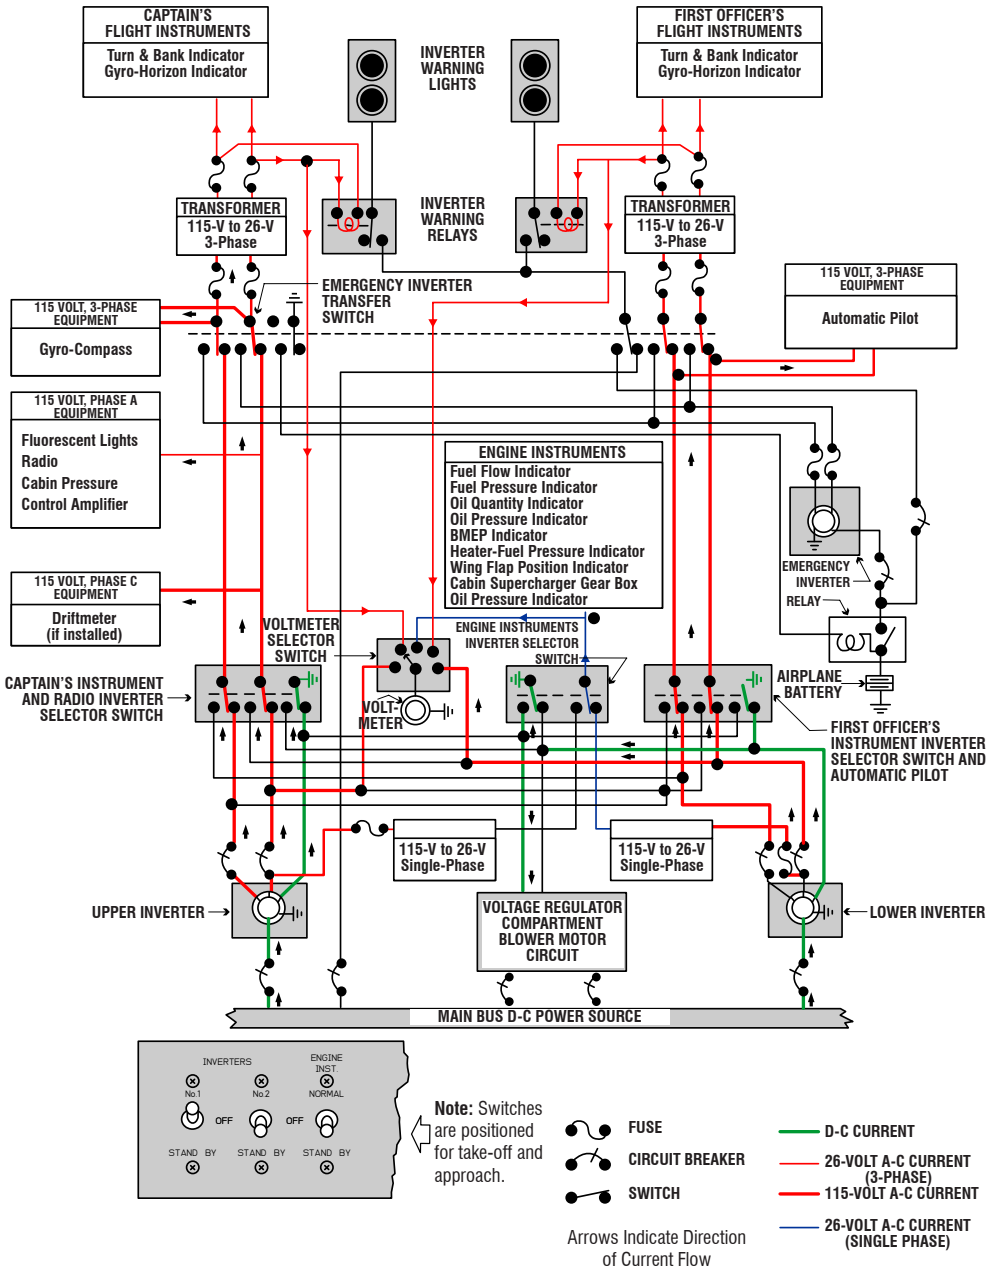 CAPTAIN'S
FLIGHT INSTRUMENTS
Turn & Bank Indicator
Gyro-Horizon Indicator
INVERTER
WARNING
LIGHTS
FIRST OFFICER'S
FLIGHT INSTRUMENTS
Turn & Bank Indicator
Gyro-Horizon Indicator
TRANSFORMER
115-V to 26-V
3-Phase
INVERTER
WARNING
RELAYS
TRANSFORMER
115-V to 26-V
3-Phase
EMERGENCY INVERTER
TRANSFER
SWITCH
115 VOLT, 3-PHASE
EQUIPMENT
Automatic Pilot
115 VOLT, 3-PHASE
EQUIPMENT
Gyro-Compass
115 VOLT, PHASE A
EQUIPMENT
Fluorescent Lights
Radio
Cabin Pressure
Control Amplifier
ENGINE INSTRUMENTS
Fuel Flow Indicator
Fuel Pressure Indicator
Oil Quantity Indicator
Oil Pressure Indicator
BMEP Indicator
Heater-Fuel Pressure Indicator
Wing Flap Position Indicator
Cabin Supercharger Gear Box
Oil Pressure Indicator
EMERGENCY
INVERTER
RELAY
115 VOLT, PHASE C
EQUIPMENT
Driftmeter
(if installed)
VOLTMETER
SELECTOR
SWITCH
ENGINE INSTRUMENTS
INVERTER SELECTOR
SWITCH
AIRPLANE
BATTERY
CAPTAIN'S INSTRUMENT
AND RADIO INVERTER
SELECTOR SWITCH
VOLT-
METER
FIRST OFFICER'S
INSTRUMENT INVERTER
SELECTOR SWITCH AND
AUTOMATIC PILOT
115-V to 26-V
Single-Phase
115-V to 26-V
Single-Phase
UPPER INVERTER
VOLTAGE REGULATOR
COMPARTMENT
BLOWER MOTOR
CIRCUIT
LOWER INVERTER
MAIN BUS D-C POWER SOURCE
INVERTERS
ENGINE
INST.
No.1
No.2
NORMAL
OFF
OFF
STAND BY
STAND BY
STAND BY
Note: Switches
are positioned
for take-off and
approach.
FUSE
CIRCUIT BREAKER
SWITCH
Arrows Indicate Direction
of Current Flow
D-C CURRENT
26-VOLT A-C CURRENT
(3-PHASE)
115-VOLT A-C CURRENT
26-VOLT A-C CURRENT
(SINGLE PHASE)